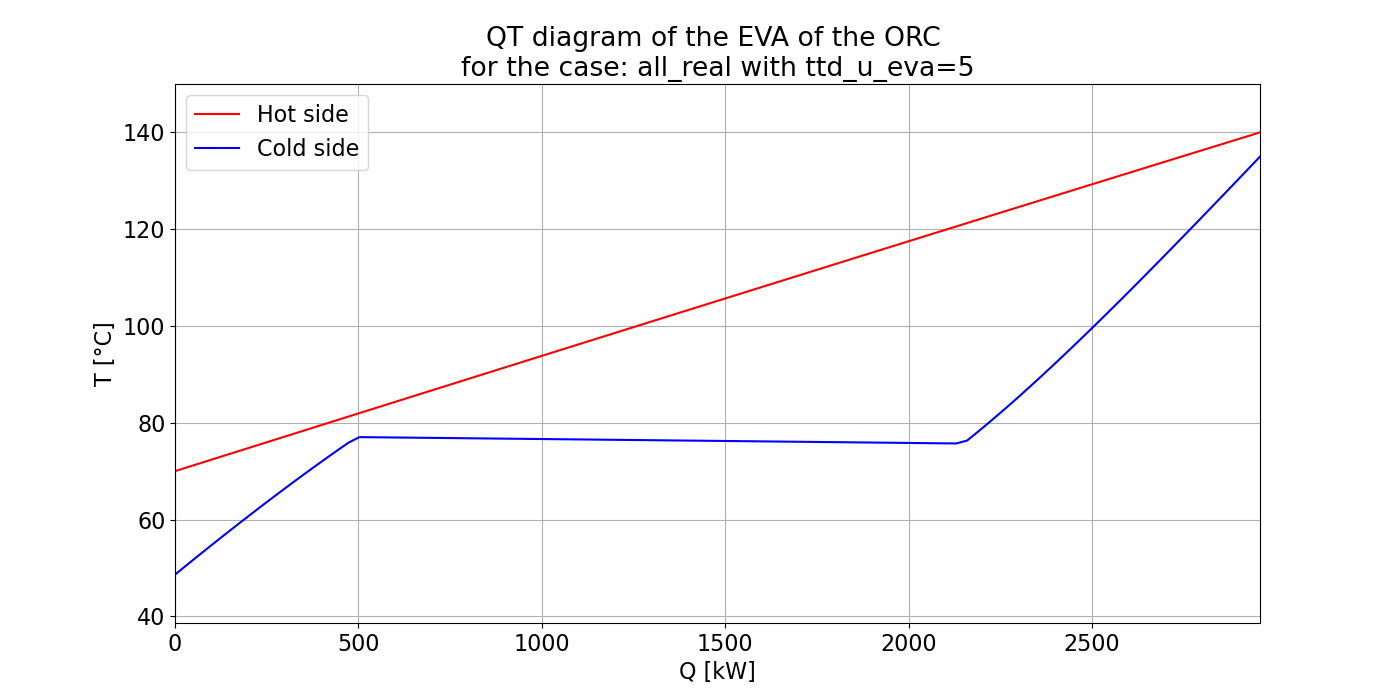 QT diagram of the EVA of the ORC
for the case: all_real with ttd_u_eva=5
Hot side
Cold side
T [°C]
140
120
100
80
60
40
0 500 1000 1500 2000 2500
Q [kW]